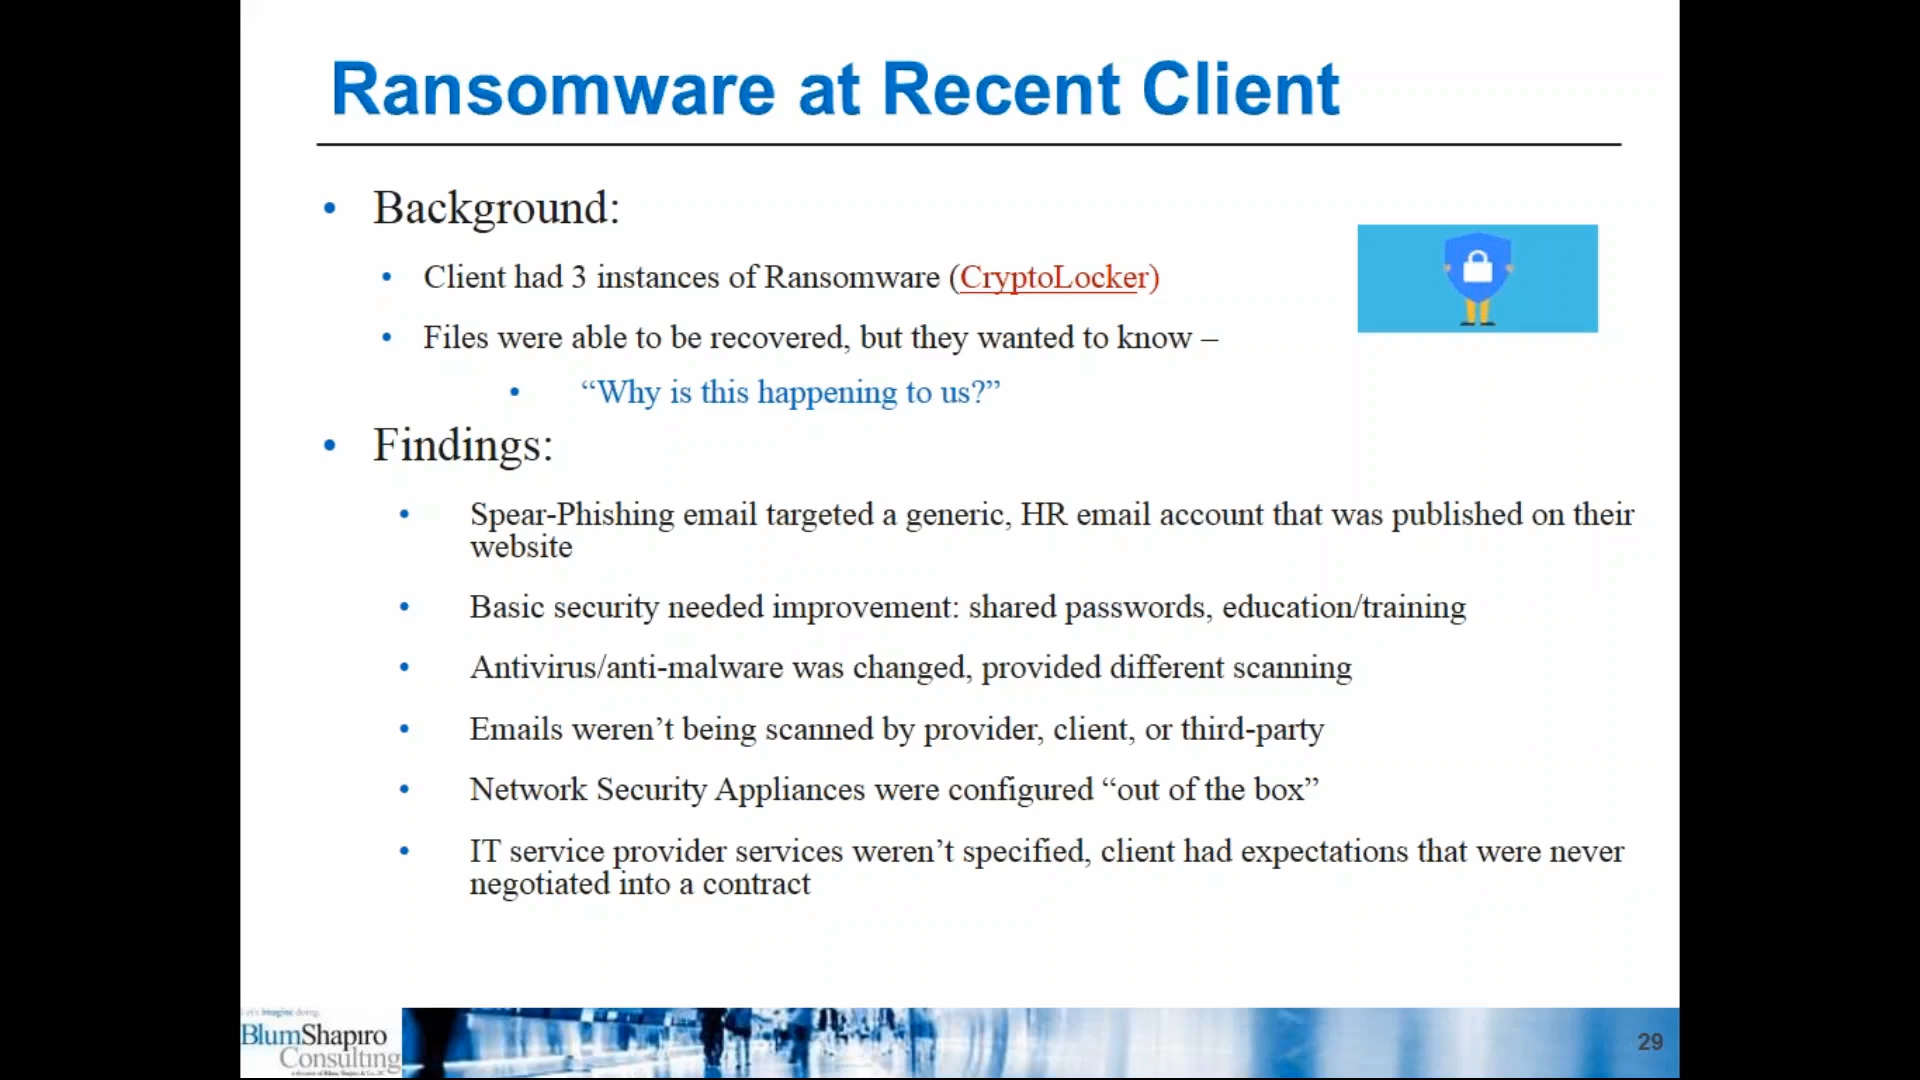 Ransomware at Recent Client
• Background:
• Client had 3 instances of Ransomware (CryptoLocker)
• Files were able to be recovered, but they wanted to know –
• “Why is this happening to us?”
• Findings:
• Spear-Phishing email targeted a generic, HR email account that was published on their
website
• Basic security needed improvement: shared passwords, education/training
• Antivirus/anti-malware was changed, provided different scanning
• Emails weren’t being scanned by provider, client, or third-party
• Network Security Appliances were configured “out of the box”
• IT service provider services weren’t specified, client had expectations that were never
negotiated into a contract
Let's imagine doing.
BlumShapiro
Consulting
29